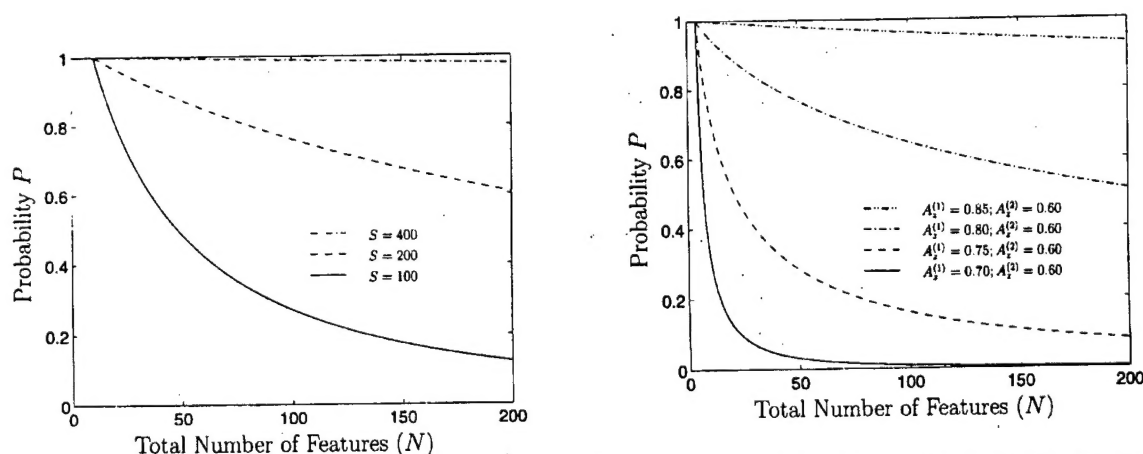 Probability P
1
0.8
0.6
0.4
0.2
0
0
50
100
150
200
S = 400
S = 200
S = 100
Total Number of Features (N)
Probability P
1
0.8
0.6
0.4
0.2
0
0
50
100
150
200
A_s^(1) = 0.85; A_s^(2) = 0.60
A_s^(1) = 0.80; A_s^(2) = 0.60
A_s^(1) = 0.75; A_s^(2) = 0.60
A_s^(1) = 0.70; A_s^(2) = 0.60
Total Number of Features (N)